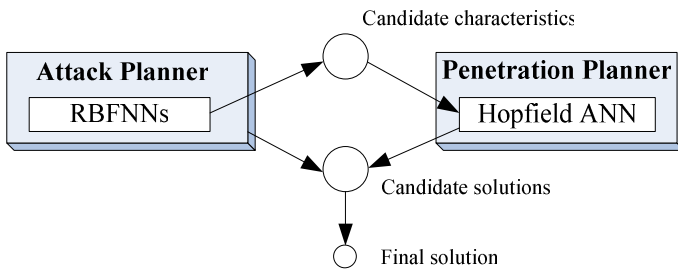 Candidate characteristics
Attack Planner
RBFNNs
Penetration Planner
Hopfield ANN
Candidate solutions
Final solution